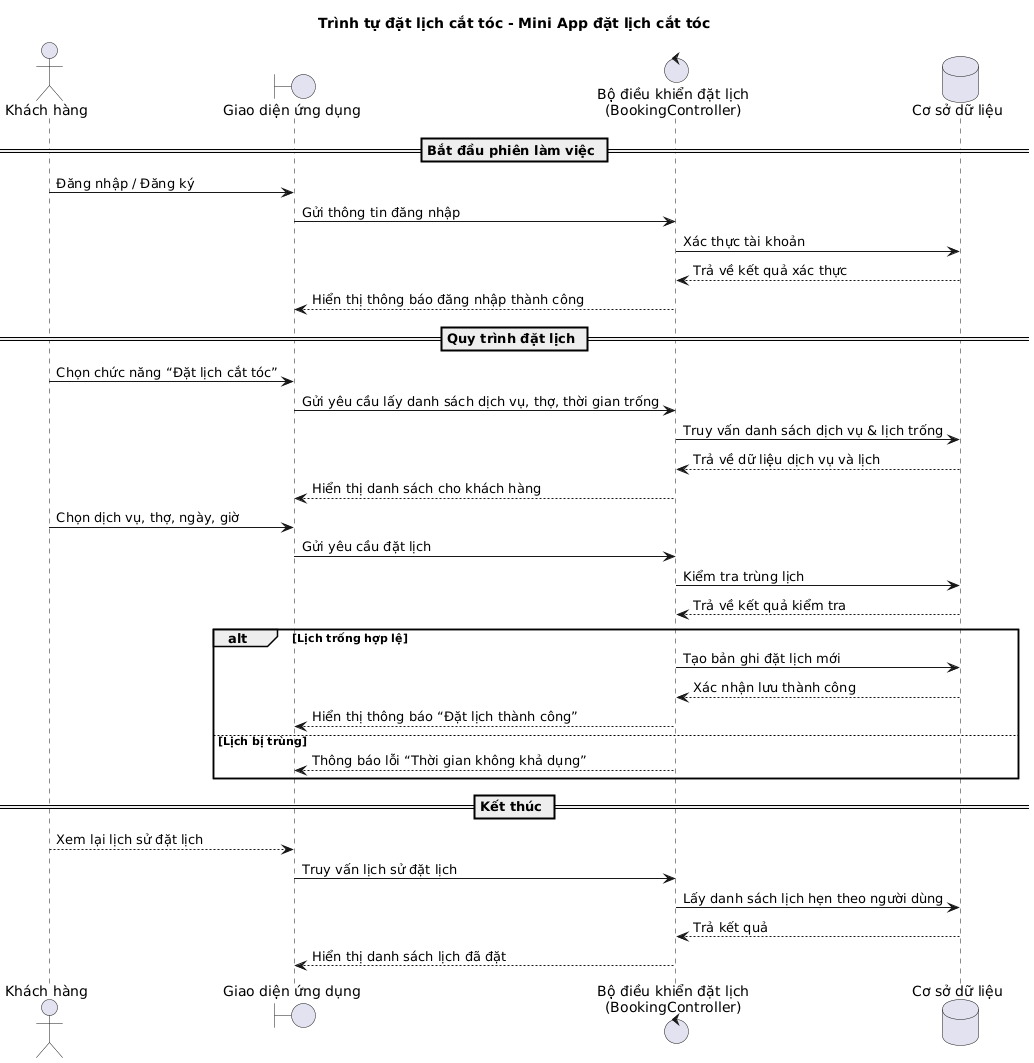 Trình tự đặt lịch cắt tóc - Mini App đặt lịch cắt tóc
Khách hàng
Giao diện ứng dụng
Bộ điều khiển đặt lịch
(BookingController)
Cơ sở dữ liệu
Bắt đầu phiên làm việc
Đăng nhập / Đăng ký
Gửi thông tin đăng nhập
Xác thực tài khoản
Trả về kết quả xác thực
Hiển thị thông báo đăng nhập thành công
Quy trình đặt lịch
Chọn chức năng “Đặt lịch cắt tóc”
Gửi yêu cầu lấy danh sách dịch vụ, thợ, thời gian trống
Truy vấn danh sách dịch vụ & lịch trống
Trả về dữ liệu dịch vụ và lịch
Hiển thị danh sách cho khách hàng
Chọn dịch vụ, thợ, ngày, giờ
Gửi yêu cầu đặt lịch
Kiểm tra trùng lịch
Trả về kết quả kiểm tra
alt [Lịch trống hợp lệ]
Tạo bản ghi đặt lịch mới
Xác nhận lưu thành công
Hiển thị thông báo “Đặt lịch thành công”
[Lịch bị trùng]
Thông báo lỗi “Thời gian không khả dụng”
Kết thúc
Xem lại lịch sử đặt lịch
Truy vấn lịch sử đặt lịch
Lấy danh sách lịch hẹn theo người dùng
Trả kết quả
Hiển thị danh sách lịch đã đặt
Khách hàng
Giao diện ứng dụng
Bộ điều khiển đặt lịch
(BookingController)
Cơ sở dữ liệu